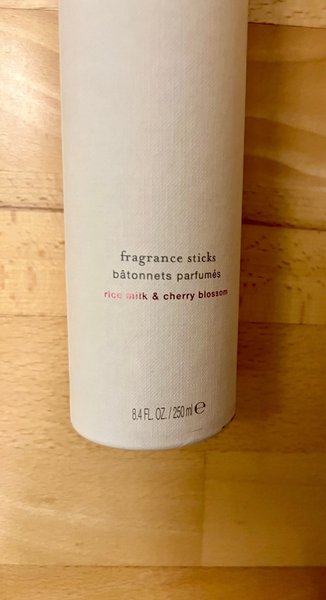 fragrance sticks
bâtonnets parfumés
rice milk & cherry blossom
8.4 FL. OZ. / 250 ml ℮